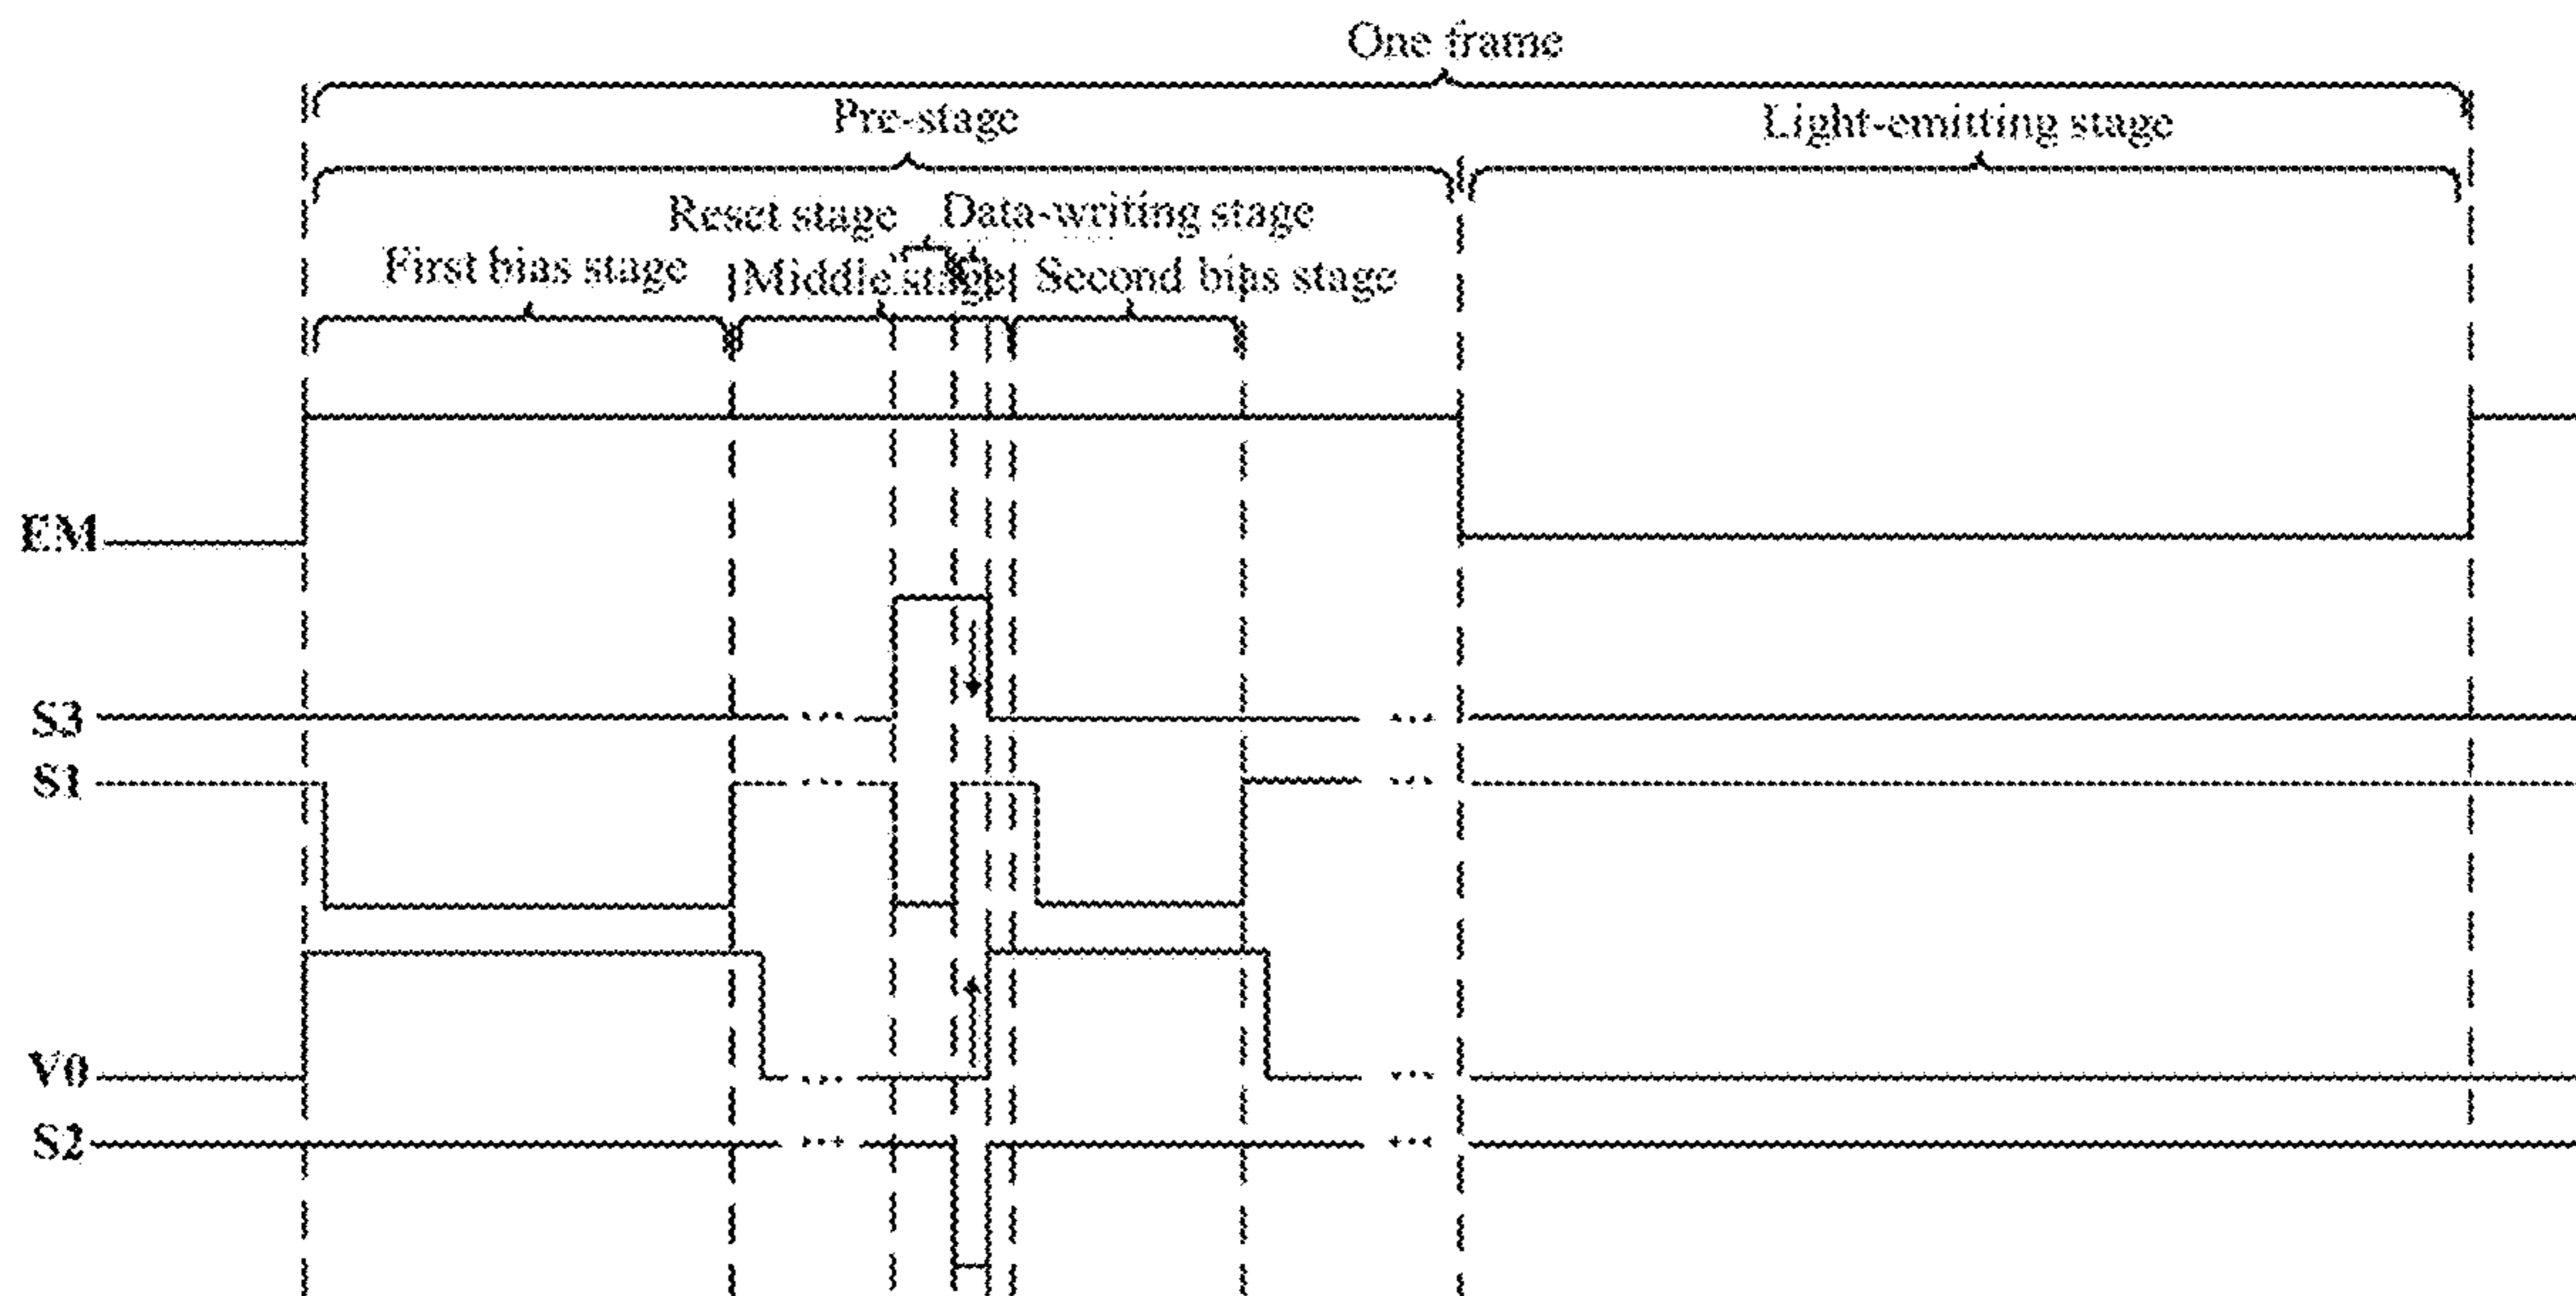 One frame
Pre-stage
Light-emitting stage
Reset stage
Data-writing stage
First bias stage
Middle stage
Second bias stage
EM
S3
S1
V0
S2